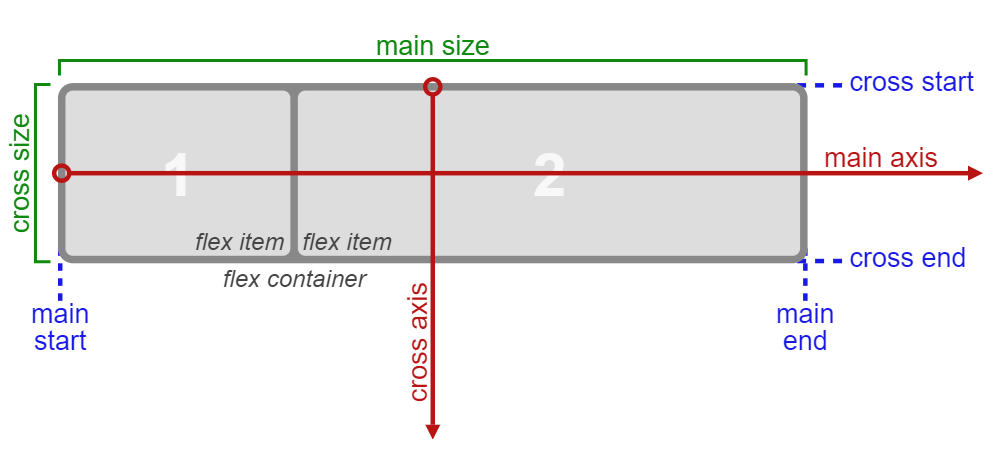 main size
cross start
cross size
1
2
main axis
flex item
flex item
cross end
flex container
cross axis
main
start
main
end